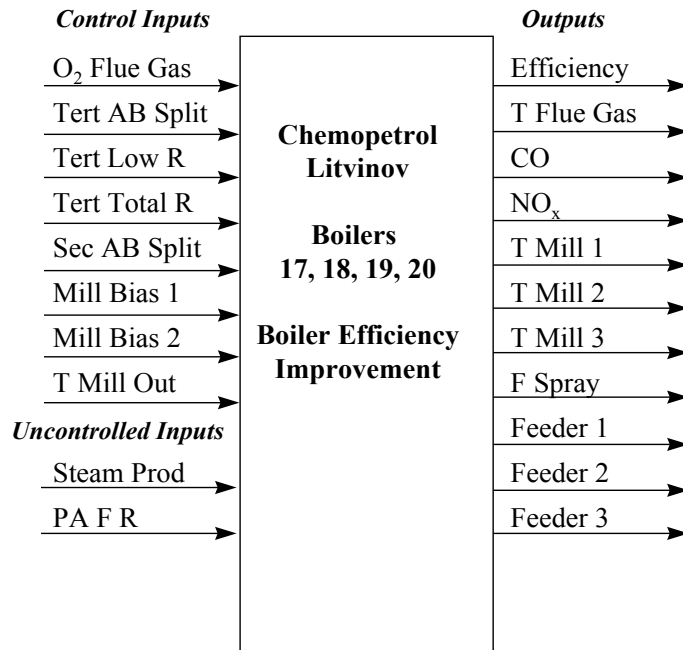 Control Inputs
O₂ Flue Gas
Tert AB Split
Tert Low R
Tert Total R
Sec AB Split
Mill Bias 1
Mill Bias 2
T Mill Out
Uncontrolled Inputs
Steam Prod
PA F R
Chemopetrol
Litvinov
Boilers
17, 18, 19, 20
Boiler Efficiency
Improvement
Outputs
Efficiency
T Flue Gas
CO
NOₓ
T Mill 1
T Mill 2
T Mill 3
F Spray
Feeder 1
Feeder 2
Feeder 3